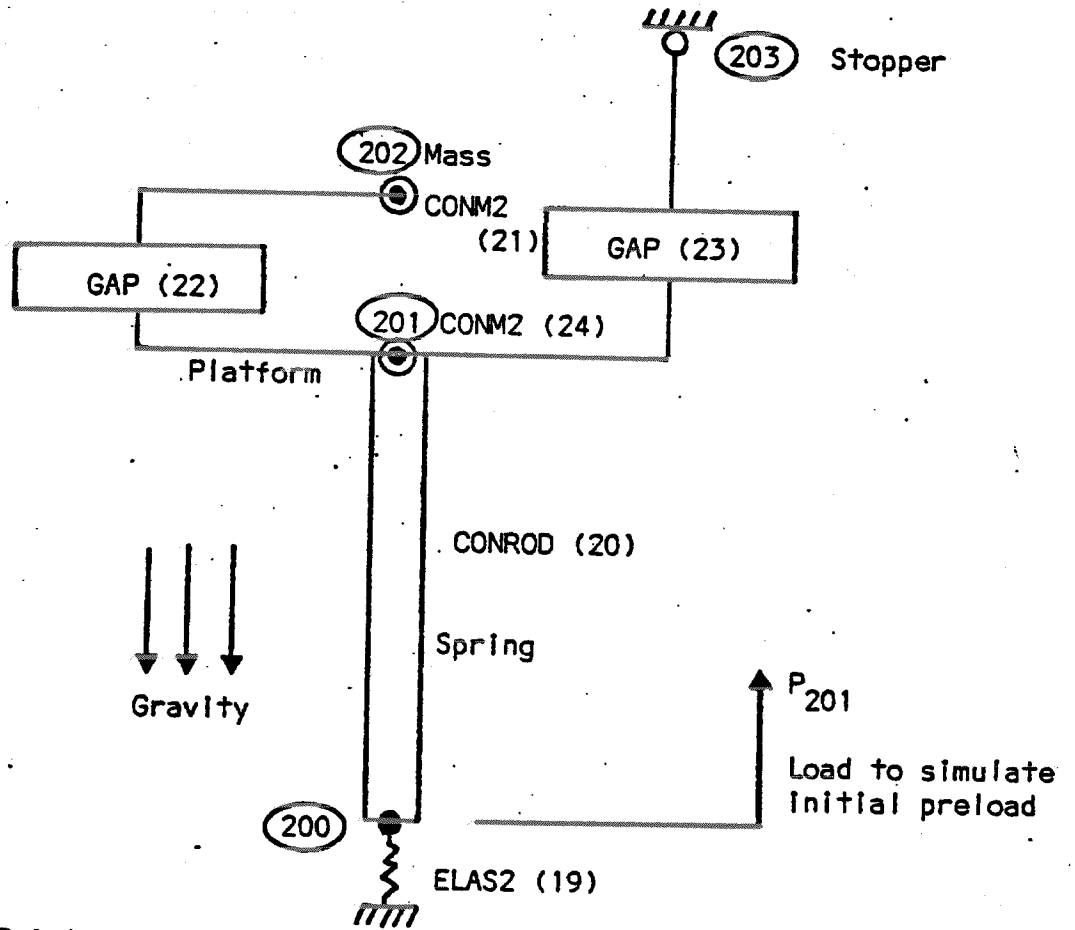 203 Stopper
202 Mass
CONM2
(21)
GAP (23)
GAP (22)
201 CONM2 (24)
Platform
CONROD (20)
Spring
Gravity
P201
Load to simulate
initial preload
200
ELAS2 (19)